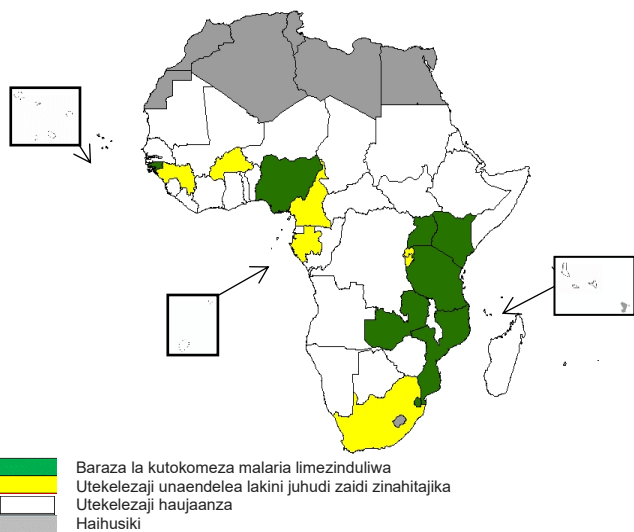 Baraza la kutokomeza malaria limezinduliwa
Utekelezaji unaendelea lakini juhudi zaidi zinahitajika
Utekelezaji haujaanza
Haihusiki